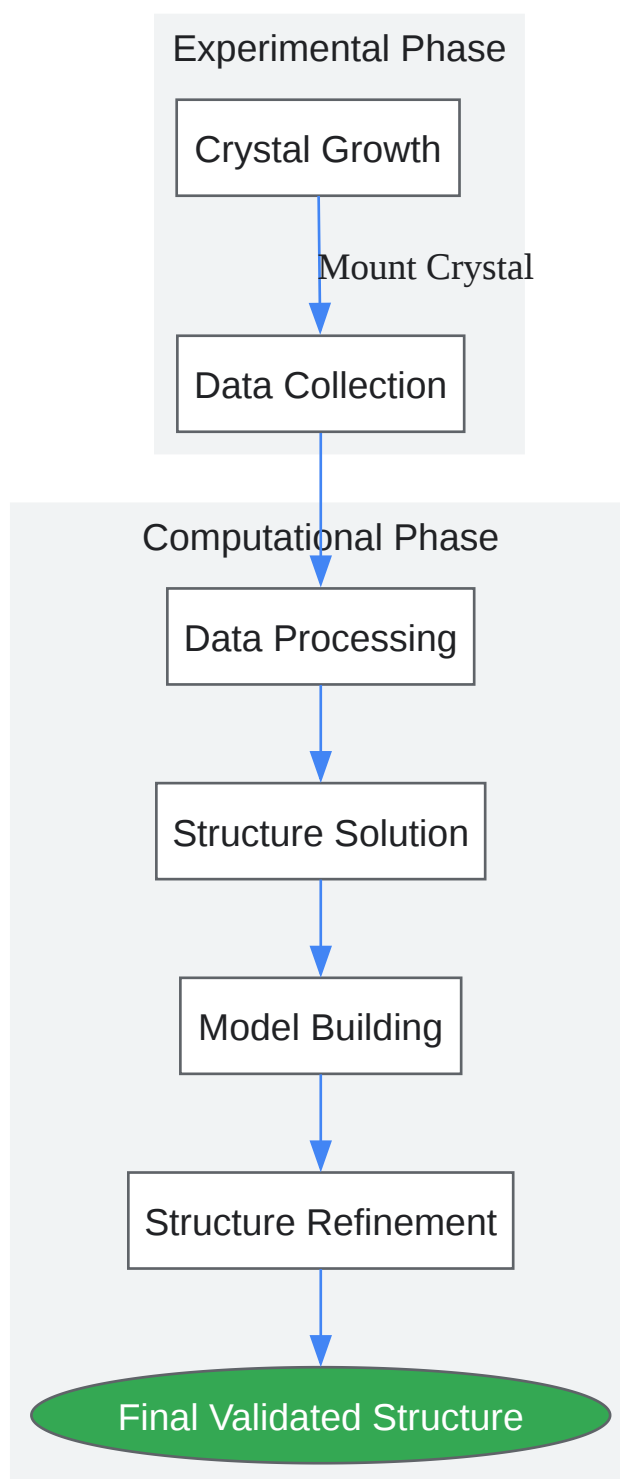 Experimental Phase
Crystal Growth
Mount Crystal
Data Collection
Computational Phase
Data Processing
Structure Solution
Model Building
Structure Refinement
Final Validated Structure